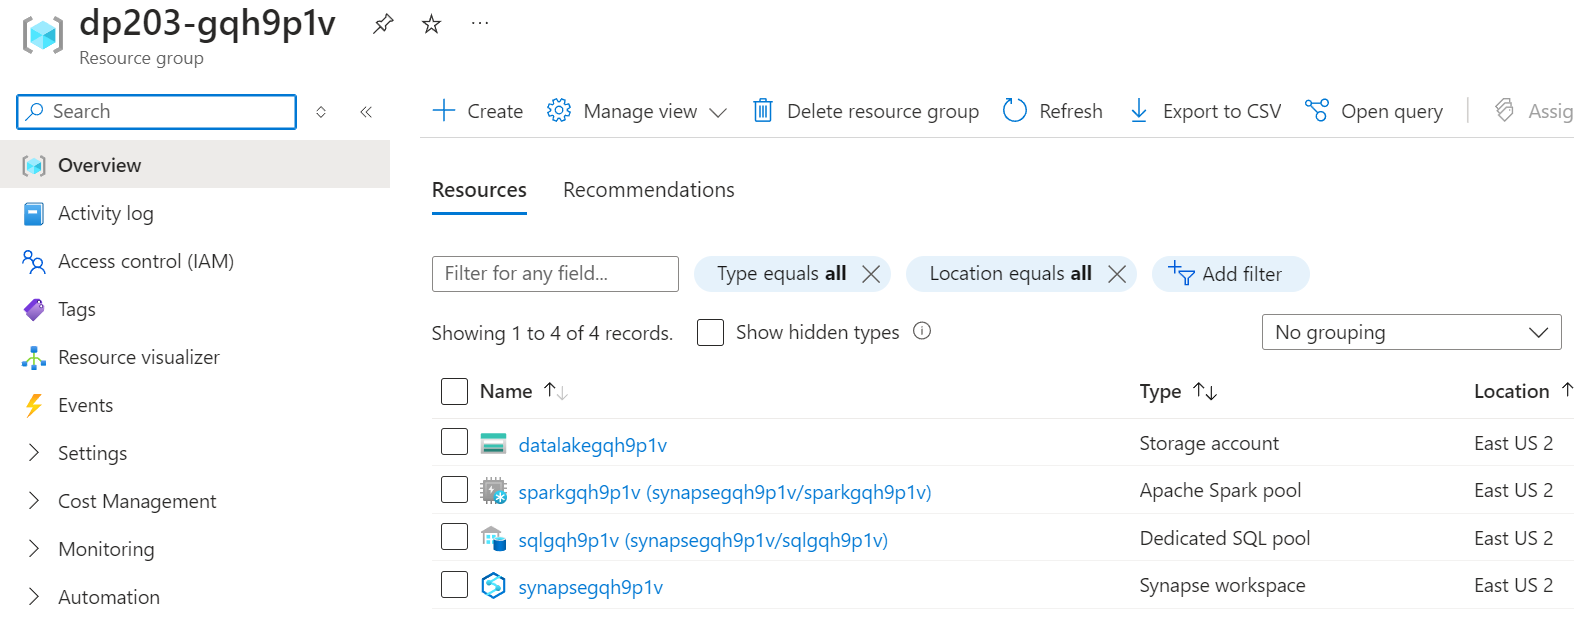 dp203-gqh9p1v
Resource group
Search
Create Manage view Delete resource group Refresh Export to CSV Open query Assig
Overview
Activity log
Access control (IAM)
Tags
Resource visualizer
Events
Settings
Cost Management
Monitoring
Automation
Resources Recommendations
Filter for any field... Type equals all Location equals all Add filter
Showing 1 to 4 of 4 records. Show hidden types No grouping
Name Type Location
datalakegqh9p1v Storage account East US 2
sparkgqh9p1v (synapsegqh9p1v/sparkgqh9p1v) Apache Spark pool East US 2
sqlgqh9p1v (synapsegqh9p1v/sqlgqh9p1v) Dedicated SQL pool East US 2
synapsegqh9p1v Synapse workspace East US 2